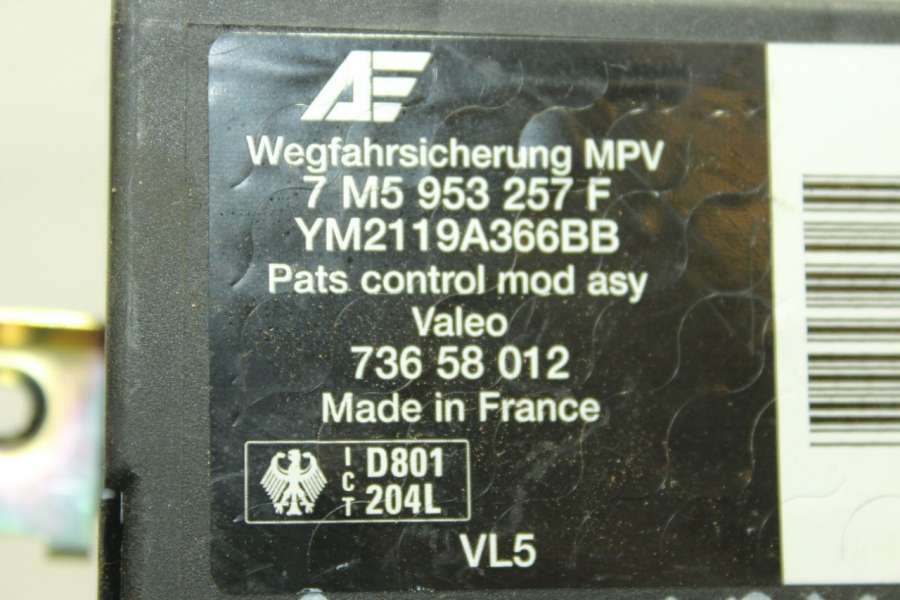 AE
Wegfahrsicherung MPV
7 M5 953 257 F
YM2119A366BB
Pats control mod asy
Valeo
736 58 012
Made in France
ICT D801
204L
VL5